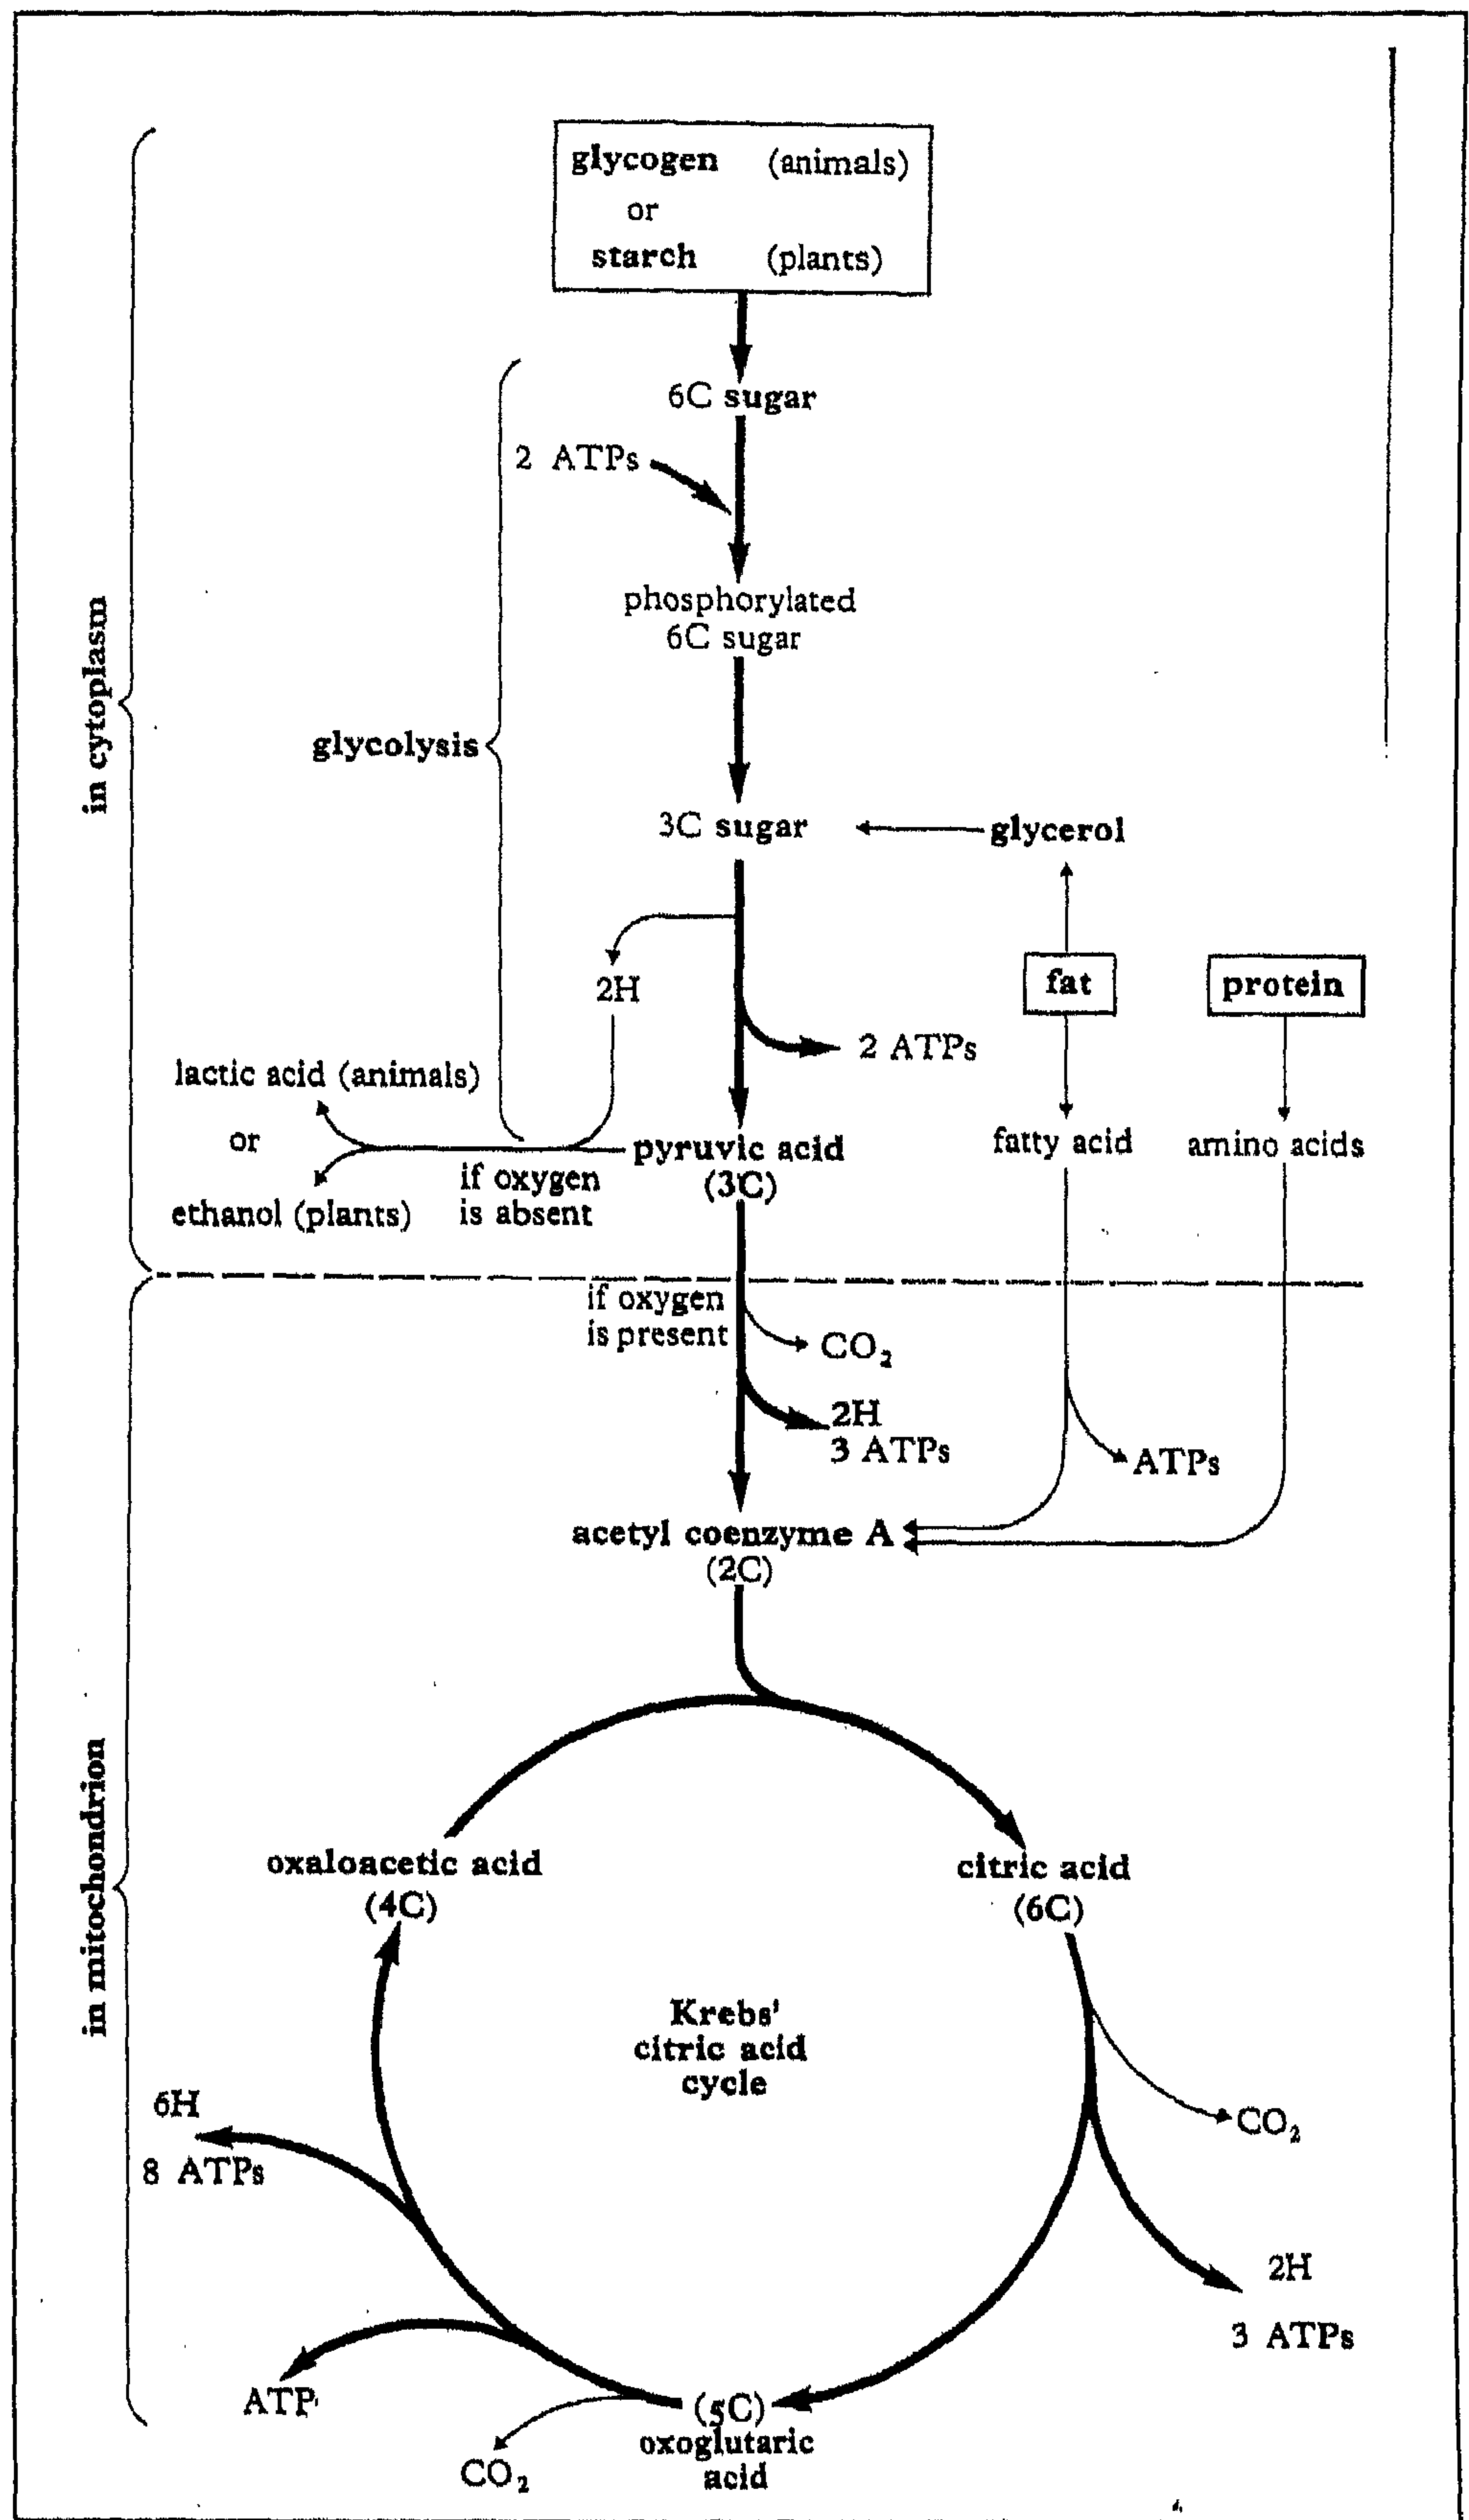 glycogen (animals)
or
starch (plants)
6C sugar
2 ATPs
phosphorylated
6C sugar
in cytoplasm
glycolysis
3C sugar
glycerol
2H
fat
protein
2 ATPs
lactic acid (animals)
or
ethanol (plants)
if oxygen
is absent
pyruvic acid
(3C)
fatty acid
amino acids
if oxygen
is present
CO₂
2H
3 ATPs
ATPs
acetyl coenzyme A
(2C)
in mitochondrion
oxaloacetic acid
(4C)
citric acid
(6C)
Krebs'
citric acid
cycle
6H
8 ATPs
CO₂
2H
3 ATPs
ATP
CO₂
(5C)
oxoglutaric
acid